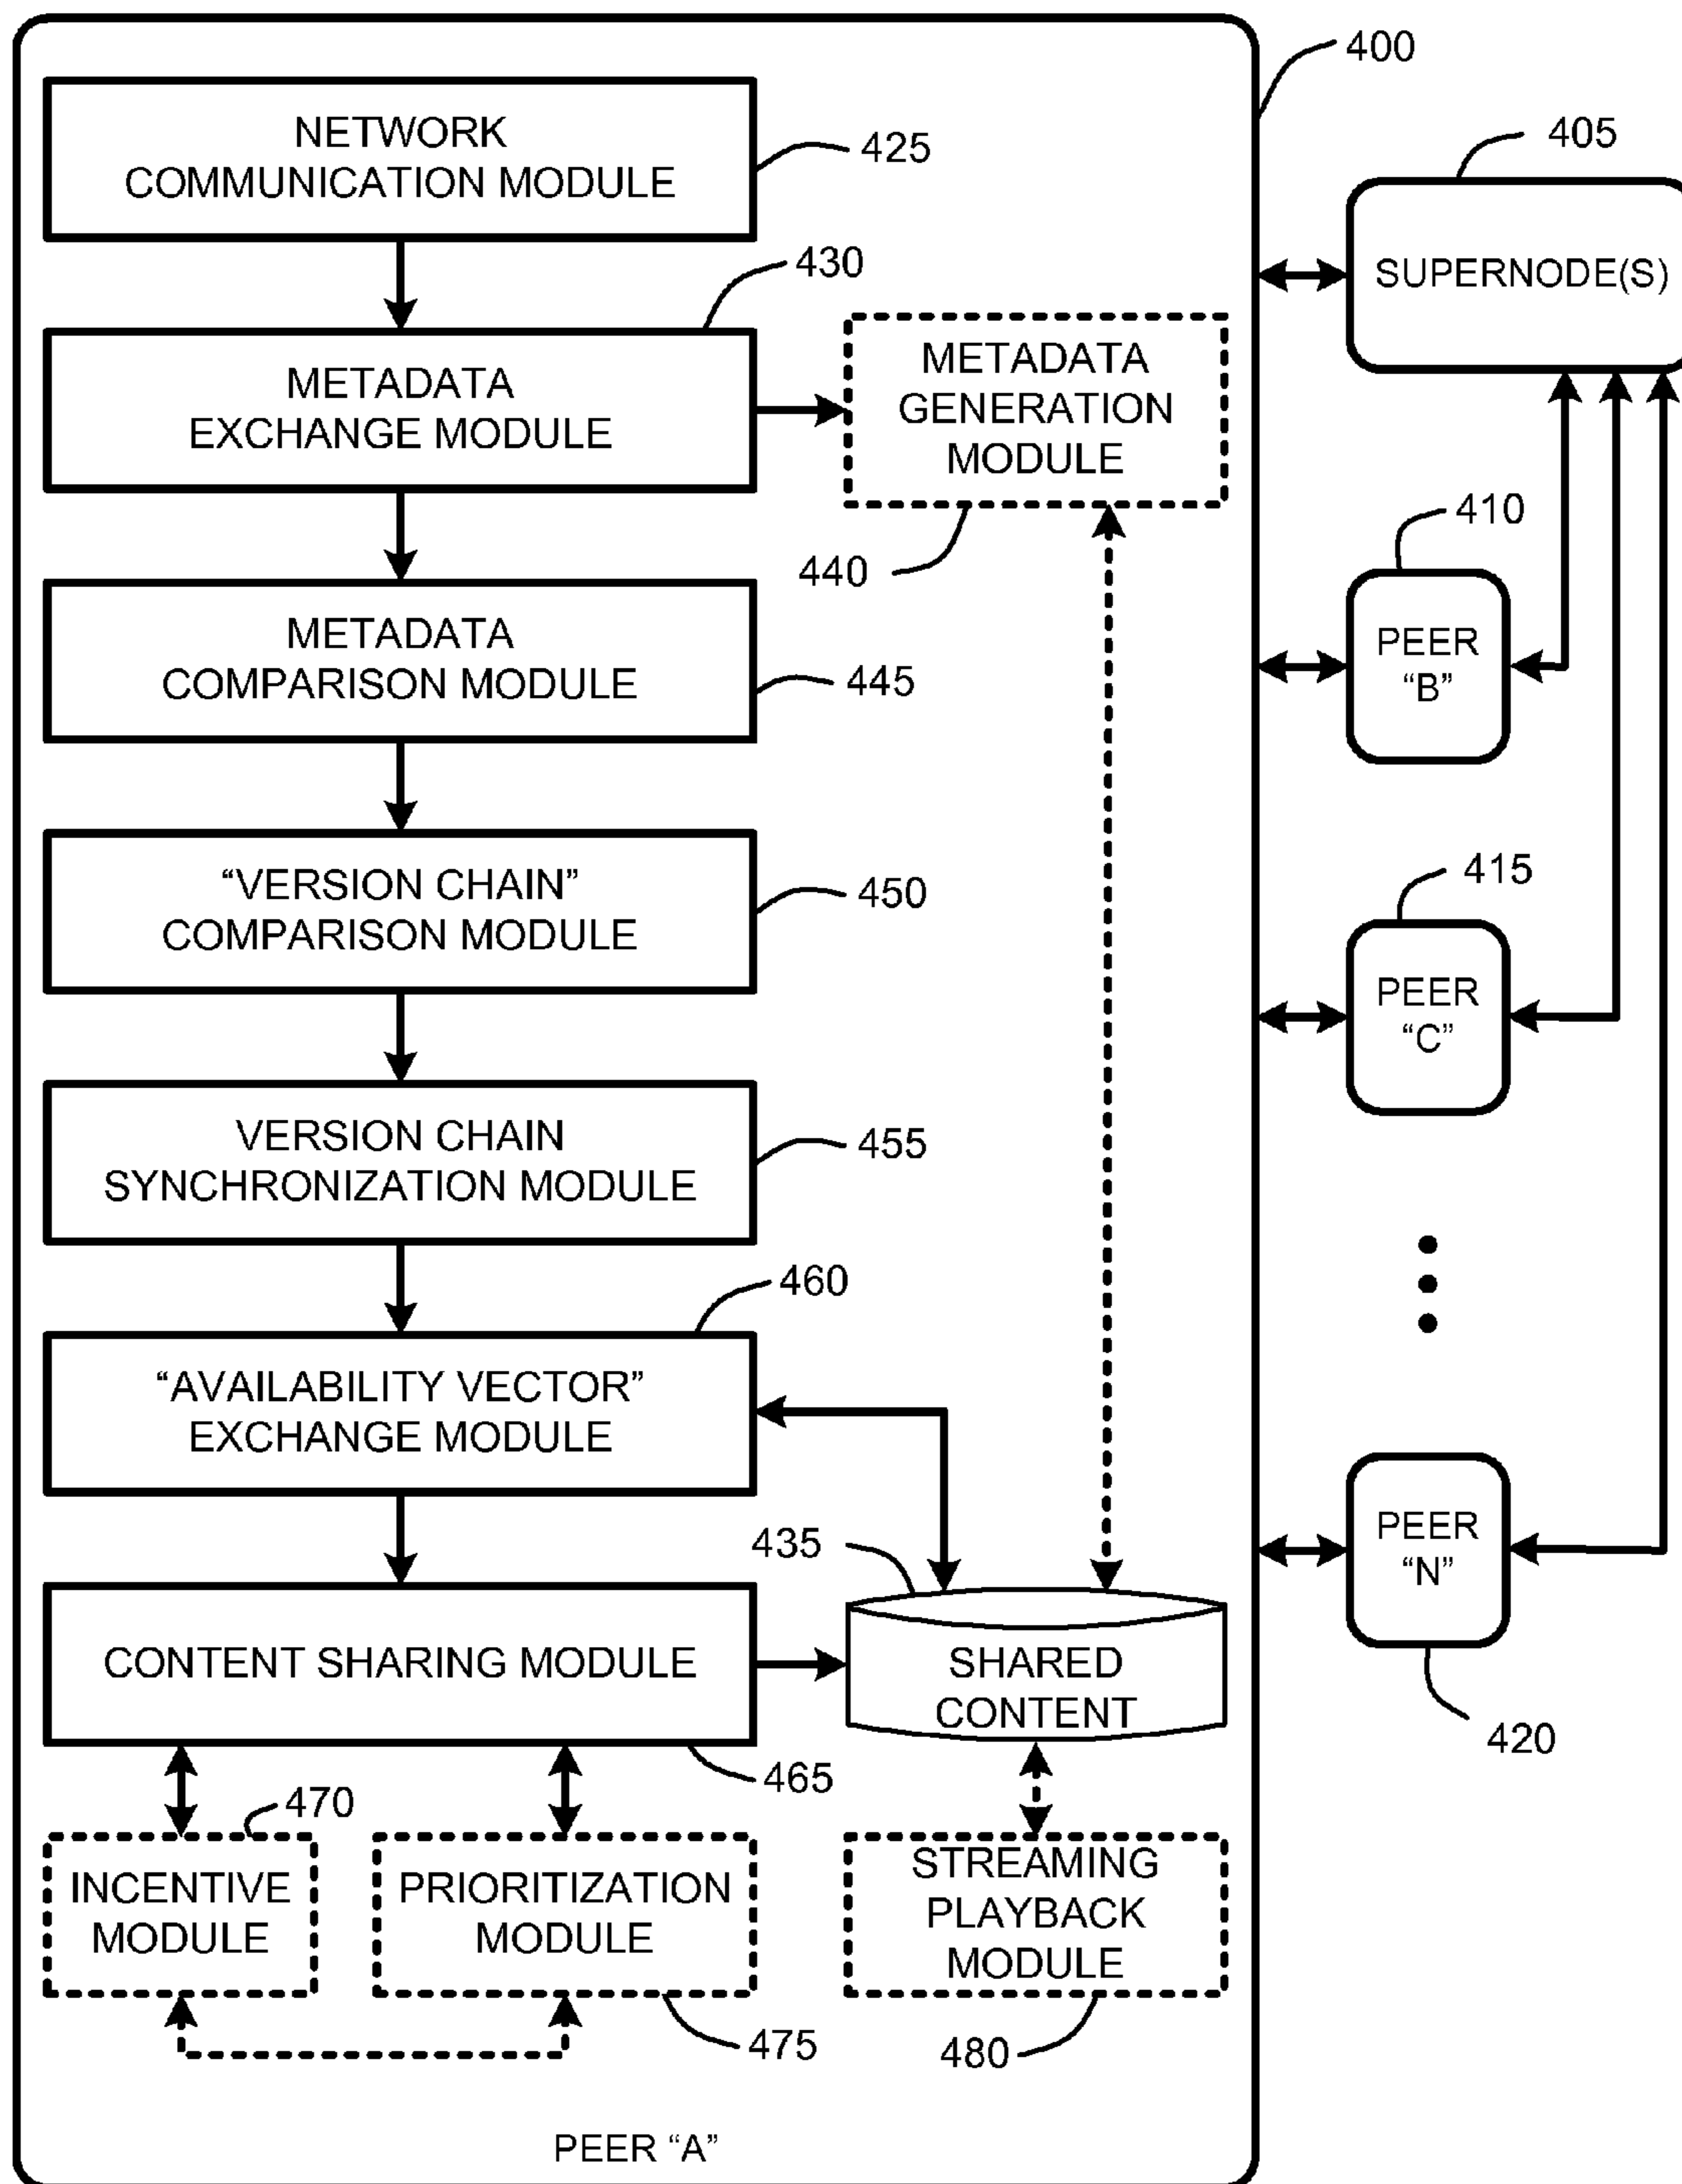 400
NETWORK
COMMUNICATION MODULE
425
405
SUPERNODE(S)
430
METADATA
EXCHANGE MODULE
METADATA
GENERATION
MODULE
440
410
PEER
“B”
METADATA
COMPARISON MODULE
445
“VERSION CHAIN”
COMPARISON MODULE
450
415
PEER
“C”
VERSION CHAIN
SYNCHRONIZATION MODULE
455
460
“AVAILABILITY VECTOR”
EXCHANGE MODULE
435
PEER
“N”
420
CONTENT SHARING MODULE
465
SHARED
CONTENT
470
INCENTIVE
MODULE
PRIORITIZATION
MODULE
475
STREAMING
PLAYBACK
MODULE
480
PEER “A”